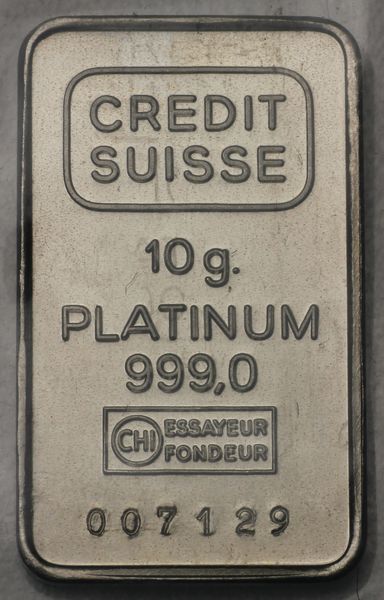 CREDIT
SUISSE
10 g.
PLATINUM
999,0
CHI ESSAYEUR
FONDEUR
007129